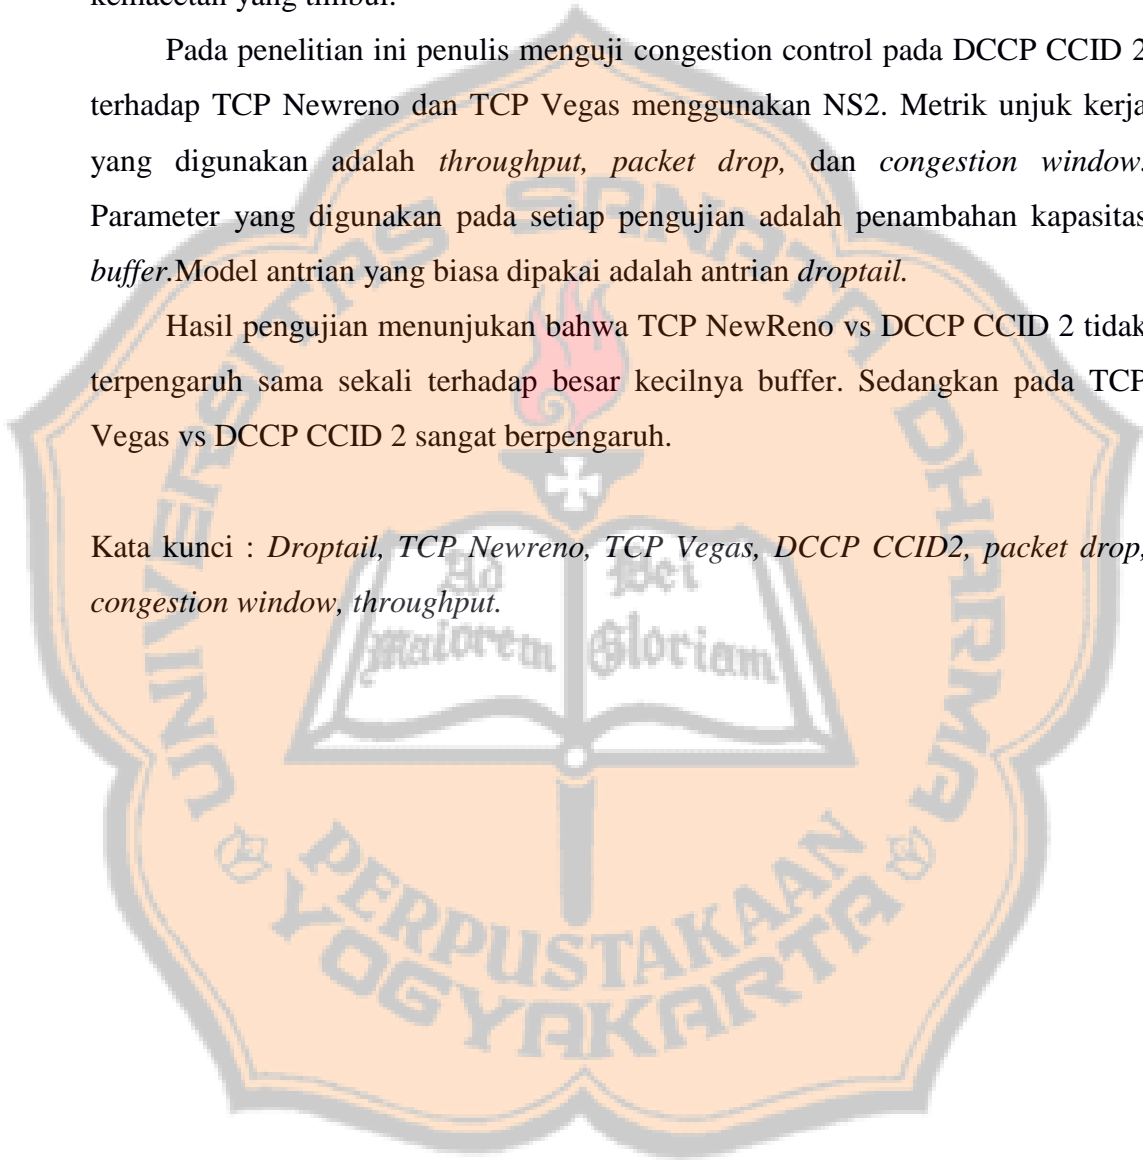 kemacetan yang timbul.
Pada penelitian ini penulis menguji congestion control pada DCCP CCID 2
terhadap TCP Newreno dan TCP Vegas menggunakan NS2. Metrik unjuk kerja
yang digunakan adalah throughput, packet drop, dan congestion window.
Parameter yang digunakan pada setiap pengujian adalah penambahan kapasitas
buffer.Model antrian yang biasa dipakai adalah antrian droptail.
Hasil pengujian menunjukan bahwa TCP NewReno vs DCCP CCID 2 tidak
terpengaruh sama sekali terhadap besar kecilnya buffer. Sedangkan pada TCP
Vegas vs DCCP CCID 2 sangat berpengaruh.
Kata kunci : Droptail, TCP Newreno, TCP Vegas, DCCP CCID2, packet drop,
congestion window, throughput.
UNIVERSITAS SANATA DHARMA
Ad
Maiorem
Dei
Gloriam
PERPUSTAKAAN
YOGYAKARTA